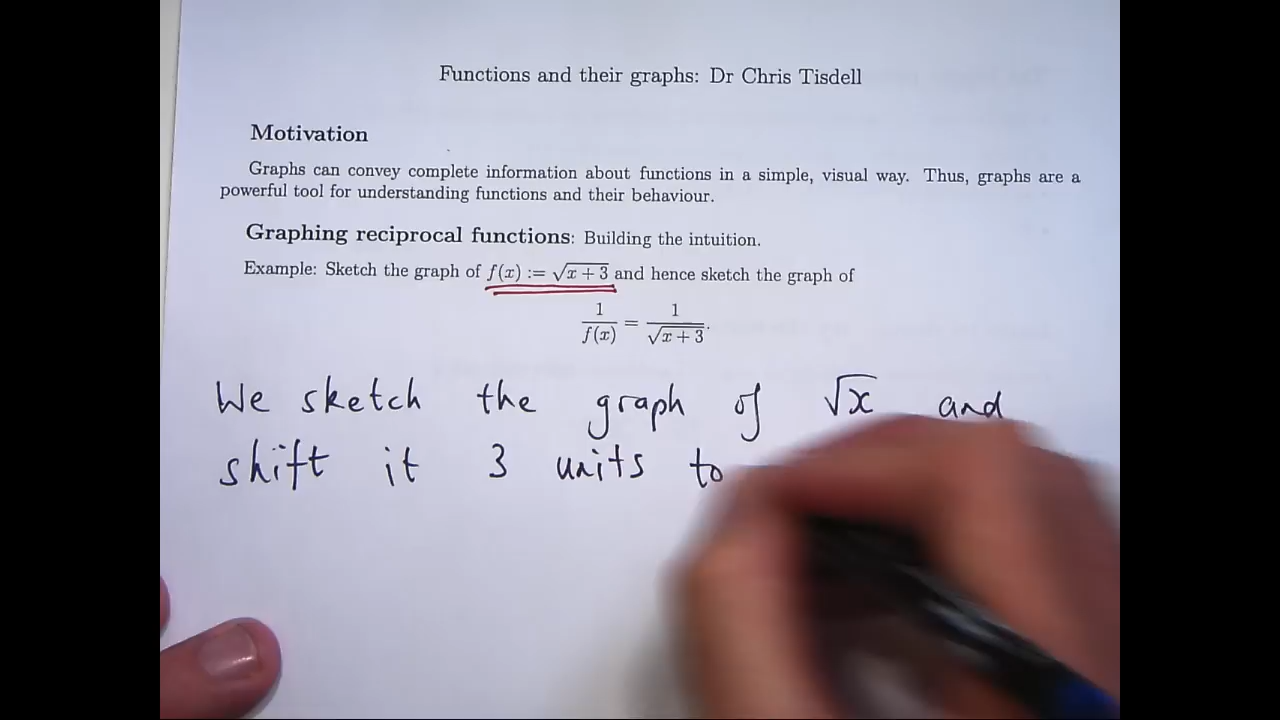 Functions and their graphs: Dr Chris Tisdell
Motivation
Graphs can convey complete information about functions in a simple, visual way. Thus, graphs are a
powerful tool for understanding functions and their behaviour.
Graphing reciprocal functions: Building the intuition.
Example: Sketch the graph of f(x) := √(x + 3) and hence sketch the graph of
1/f(x) = 1/√(x + 3).
We sketch the graph of √x and
shift it 3 units to